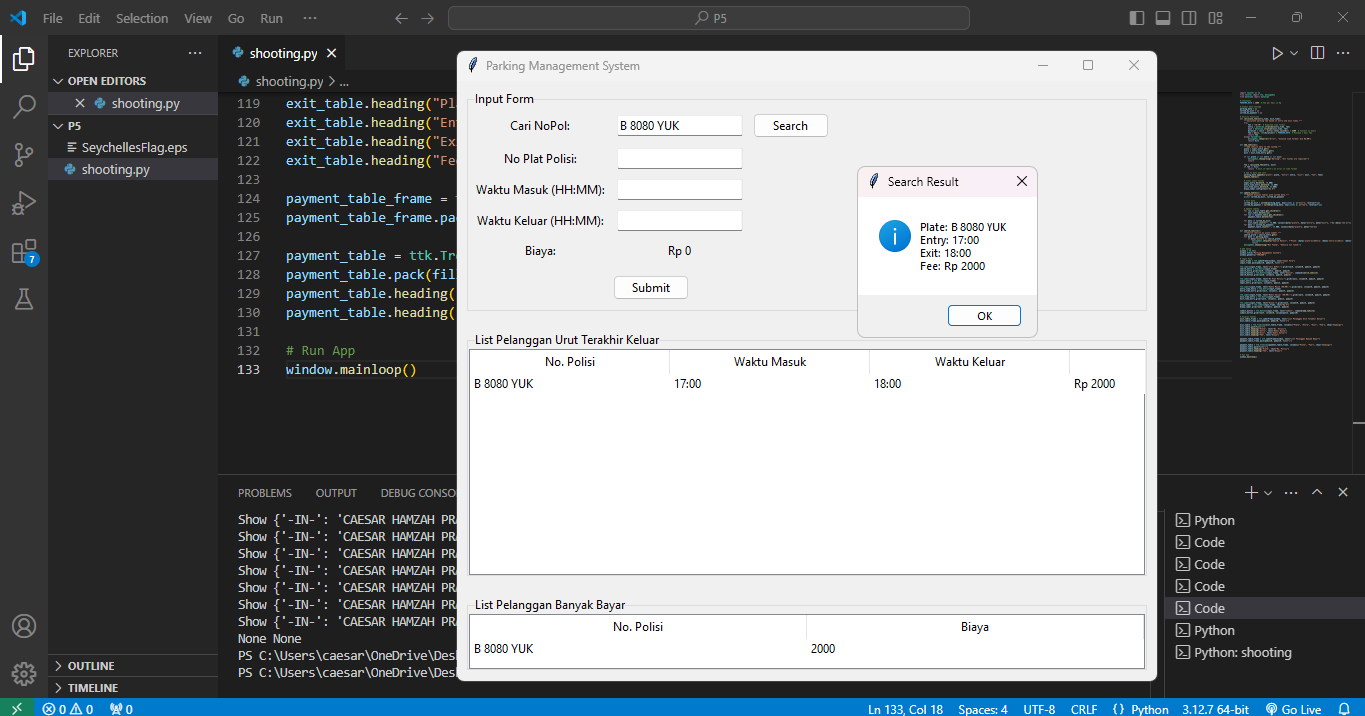 File Edit Selection View Go Run ··· P5
EXPLORER ···
OPEN EDITORS
shooting.py
P5
SeychellesFlag.eps
shooting.py
OUTLINE
TIMELINE
7
shooting.py
shooting.py > ...
119 exit_table.heading("Pl
120 exit_table.heading("En
121 exit_table.heading("Ex
122 exit_table.heading("Fe
123
124 payment_table_frame =
125 payment_table_frame.pac
126
127 payment_table = ttk.Tre
128 payment_table.pack(fill
129 payment_table.heading(
130 payment_table.heading(
131
132 # Run App
133 window.mainloop()
PROBLEMS OUTPUT DEBUG CONSO
Show {'-IN-': 'CAESAR HAMZAH PRA
Show {'-IN-': 'CAESAR HAMZAH PRA
Show {'-IN-': 'CAESAR HAMZAH PRA
Show {'-IN-': 'CAESAR HAMZAH PRA
Show {'-IN-': 'CAESAR HAMZAH PRA
Show {'-IN-': 'CAESAR HAMZAH PRA
Show {'-IN-': 'CAESAR HAMZAH PRA
None None
PS C:\Users\caesar\OneDrive\Des
PS C:\Users\caesar\OneDrive\Des
Parking Management System
Input Form
Cari NoPol: B 8080 YUK Search
No Plat Polisi:
Waktu Masuk (HH:MM):
Waktu Keluar (HH:MM):
Biaya: Rp 0
Submit
Search Result
Plate: B 8080 YUK
Entry: 17:00
Exit: 18:00
Fee: Rp 2000
OK
List Pelanggan Urut Terakhir Keluar
No. Polisi Waktu Masuk Waktu Keluar
B 8080 YUK 17:00 18:00 Rp 2000
List Pelanggan Banyak Bayar
No. Polisi Biaya
B 8080 YUK 2000
Python
Code
Code
Code
Code
Python
Python: shooting
0 0 0 Ln 133, Col 18 Spaces: 4 UTF-8 CRLF {} Python 3.12.7 64-bit Go Live